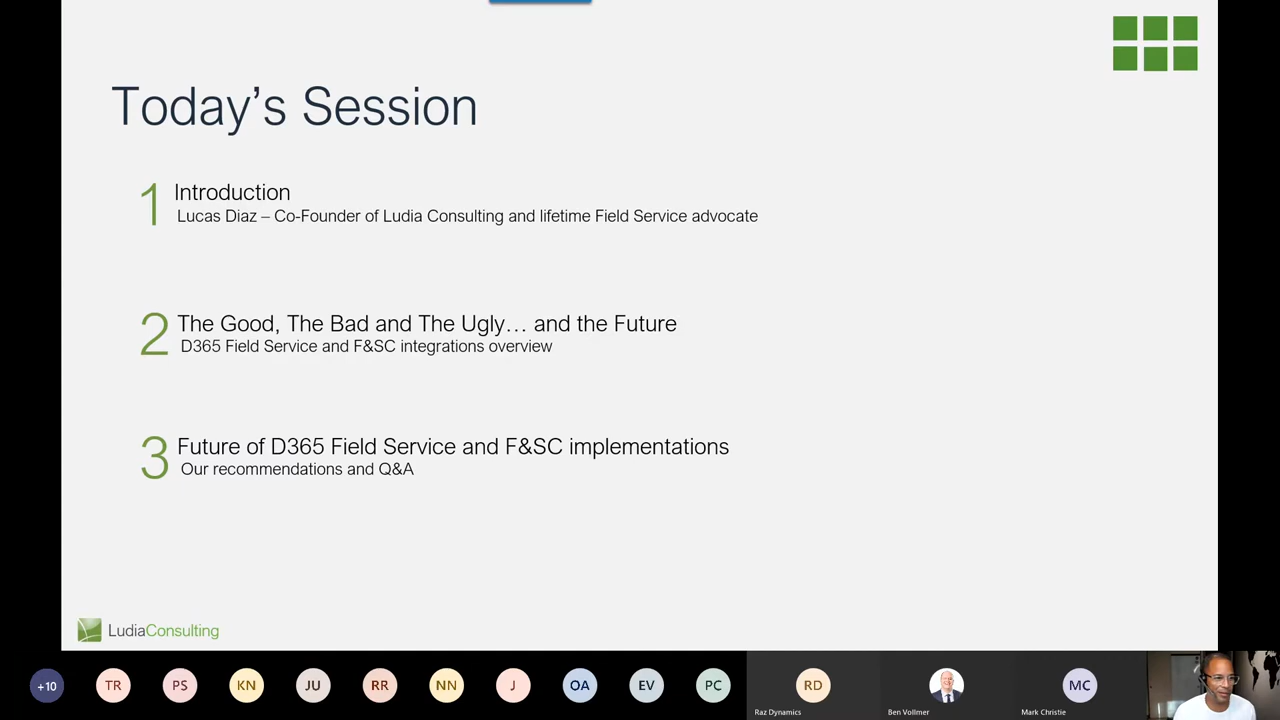 Today's Session
1 Introduction
Lucas Diaz – Co-Founder of Ludia Consulting and lifetime Field Service advocate
2 The Good, The Bad and The Ugly… and the Future
D365 Field Service and F&SC integrations overview
3 Future of D365 Field Service and F&SC implementations
Our recommendations and Q&A
LudiaConsulting
+10 TR PS KN JU RR NN J OA EV PC RD MC
Raz Dynamics Ben Vollmer Mark Christie